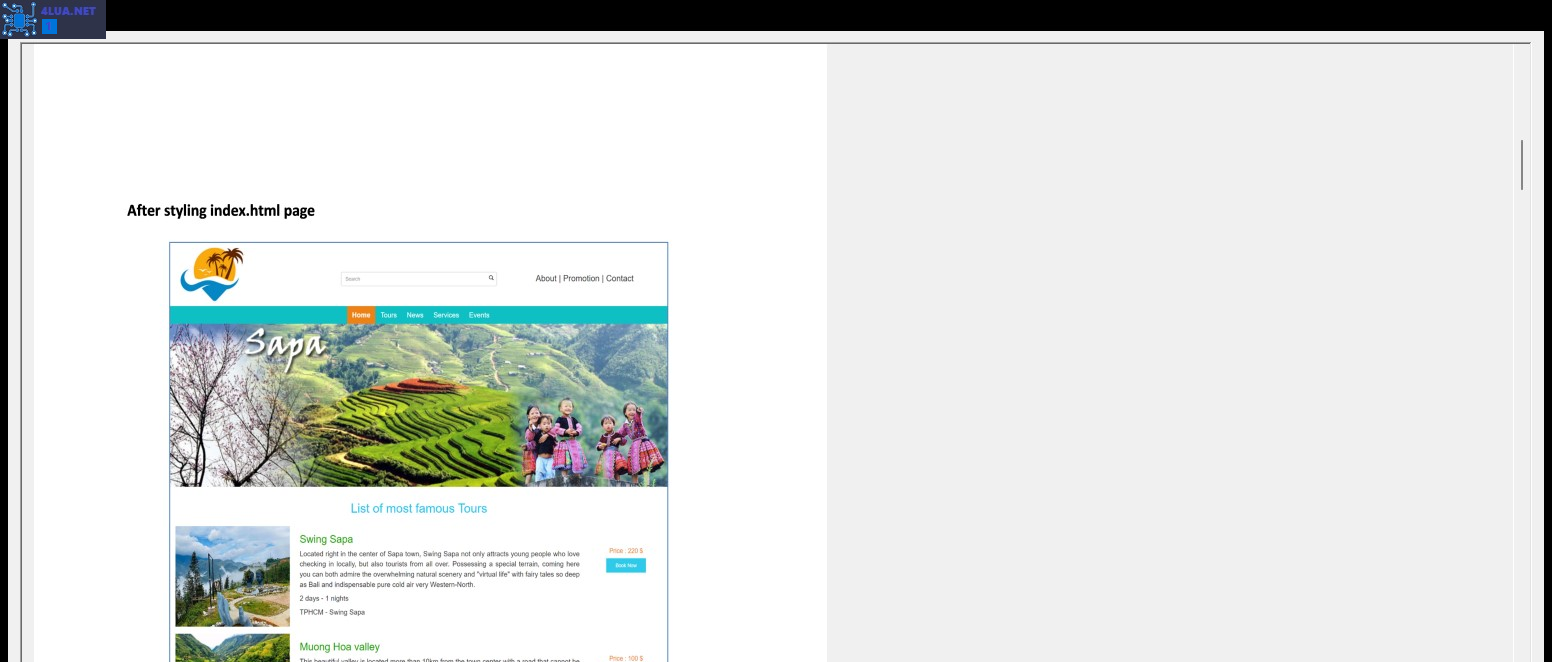 4LUA.NET
After styling index.html page
Search
About | Promotion | Contact
Home Tours News Services Events
Sapa
List of most famous Tours
Swing Sapa
Located right in the center of Sapa town, Swing Sapa not only attracts young people who love
checking in locally, but also tourists from all over. Possessing a special terrain, coming here
you can both admire the overwhelming natural scenery and "virtual life" with fairy tales so deep
as Bali and indispensable pure cold air very Western-North.
2 days - 1 nights
TPHCM - Swing Sapa
Price : 220 $
Book Now
Muong Hoa valley
This beautiful valley is located more than 10km from the town center with a road that cannot be
Price : 100 $